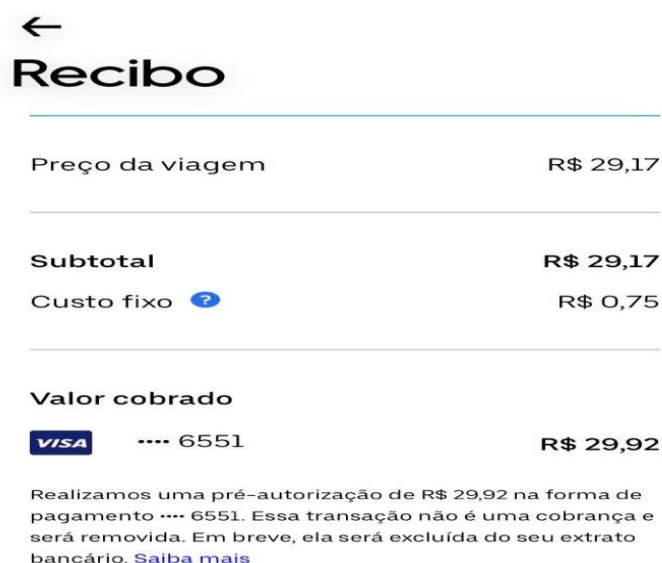 Recibo
Preço da viagem R$ 29,17
Subtotal R$ 29,17
Custo fixo ? R$ 0,75
Valor cobrado
VISA •••• 6551 R$ 29,92
Realizamos uma pré-autorização de R$ 29,92 na forma de
pagamento •••• 6551. Essa transação não é uma cobrança e
será removida. Em breve, ela será excluída do seu extrato
bancário. Saiba mais